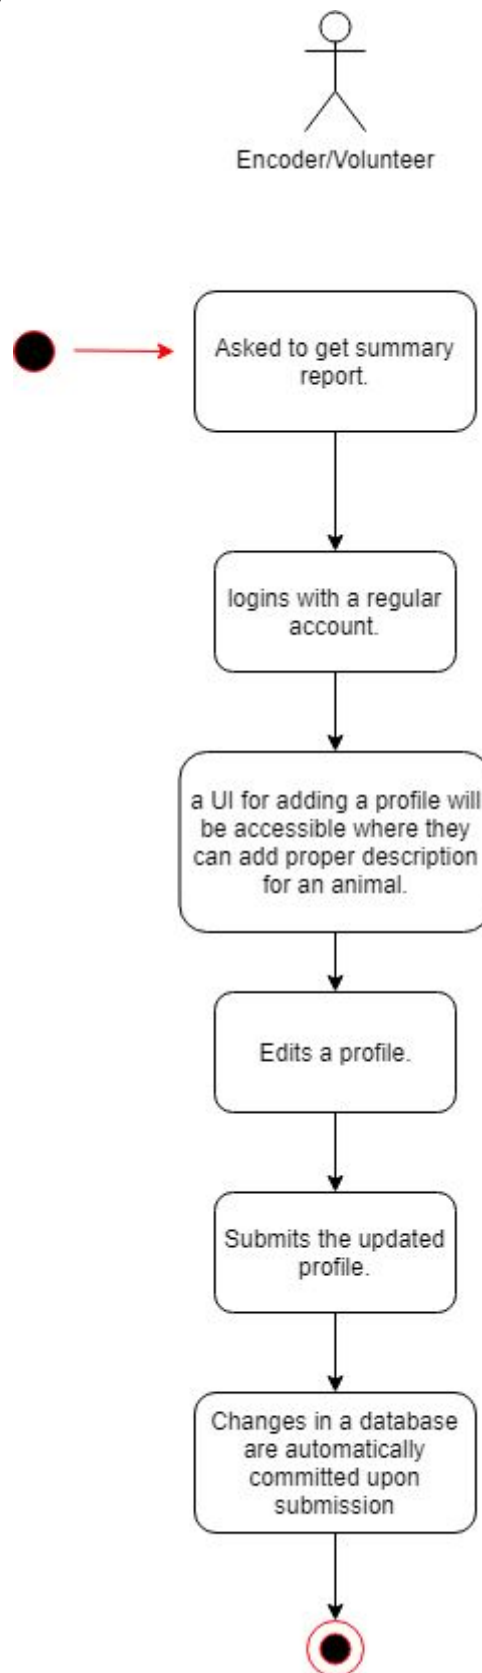 Encoder/Volunteer
Asked to get summary
report.
logins with a regular
account.
a UI for adding a profile will
be accessible where they
can add proper description
for an animal.
Edits a profile.
Submits the updated
profile.
Changes in a database
are automatically
committed upon
submission